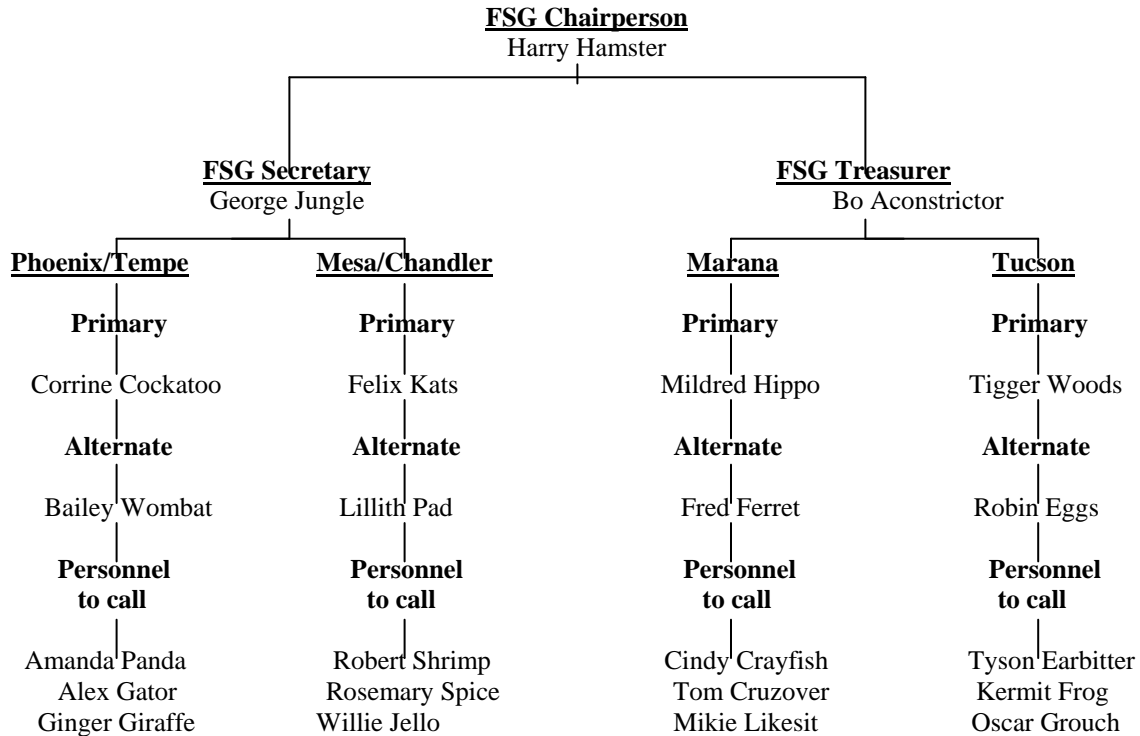 FSG Chairperson
Harry Hamster
FSG Secretary
George Jungle
FSG Treasurer
Bo Aconstrictor
Phoenix/Tempe
Primary
Corrine Cockatoo
Alternate
Bailey Wombat
Personnel
to call
Amanda Panda
Alex Gator
Ginger Giraffe
Mesa/Chandler
Primary
Felix Kats
Alternate
Lillith Pad
Personnel
to call
Robert Shrimp
Rosemary Spice
Willie Jello
Marana
Primary
Mildred Hippo
Alternate
Fred Ferret
Personnel
to call
Cindy Crayfish
Tom Cruzover
Mikie Likesit
Tucson
Primary
Tigger Woods
Alternate
Robin Eggs
Personnel
to call
Tyson Earbitter
Kermit Frog
Oscar Grouch